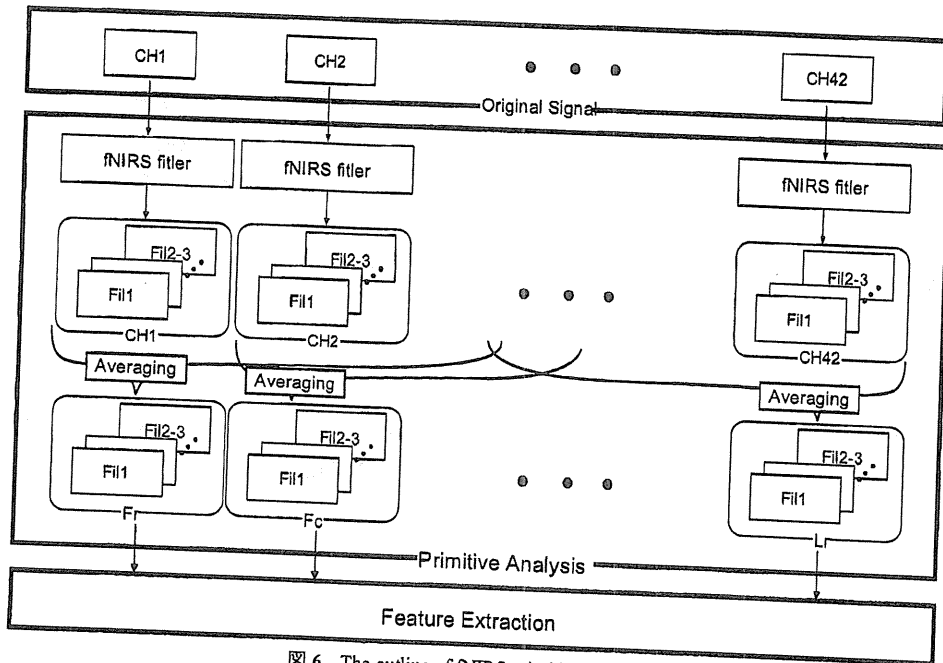 CH1
CH2
CH42
Original Signal
fNIRS fitler
fNIRS fitler
fNIRS fitler
Fil2-3
Fil1
CH1
Fil2-3
Fil1
CH2
Fil2-3
Fil1
CH42
Averaging
Averaging
Averaging
Fil2-3
Fil1
Fr
Fil2-3
Fil1
Fc
Fil2-3
Fil1
Lr
Primitive Analysis
Feature Extraction
図 6 The outline of